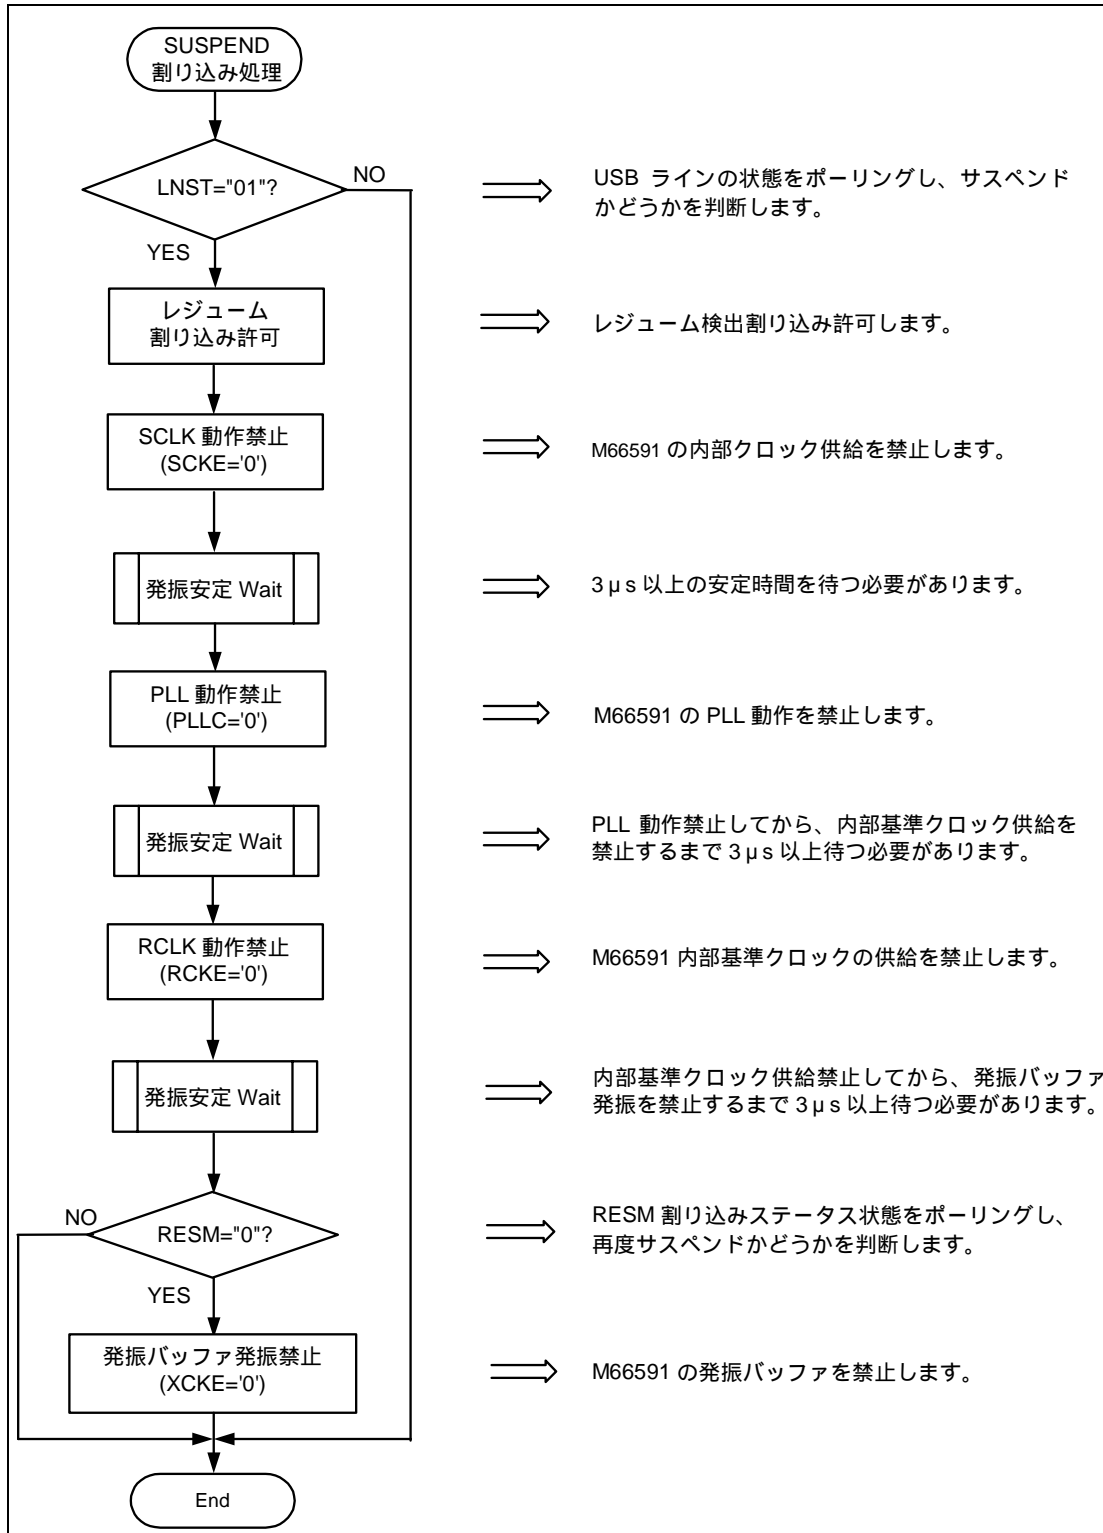 SUSPEND
割り込み処理
LNST="01"?
NO
USB ラインの状態をポーリングし、サスペンド
かどうかを判断します。
YES
レジューム
割り込み許可
レジューム検出割り込み許可します。
SCLK 動作禁止
(SCKE='0')
M66591 の内部クロック供給を禁止します。
発振安定 Wait
3μs 以上の安定時間を待つ必要があります。
PLL 動作禁止
(PLLC='0')
M66591 の PLL 動作を禁止します。
発振安定 Wait
PLL 動作禁止してから、内部基準クロック供給を
禁止するまで 3μs 以上待つ必要があります。
RCLK 動作禁止
(RCKE='0')
M66591 内部基準クロックの供給を禁止します。
発振安定 Wait
内部基準クロック供給禁止してから、発振バッファ
発振を禁止するまで 3μs 以上待つ必要があります。
NO
RESM="0"?
RESM 割り込みステータス状態をポーリングし、
再度サスペンドかどうかを判断します。
YES
発振バッファ発振禁止
(XCKE='0')
M66591 の発振バッファを禁止します。
End